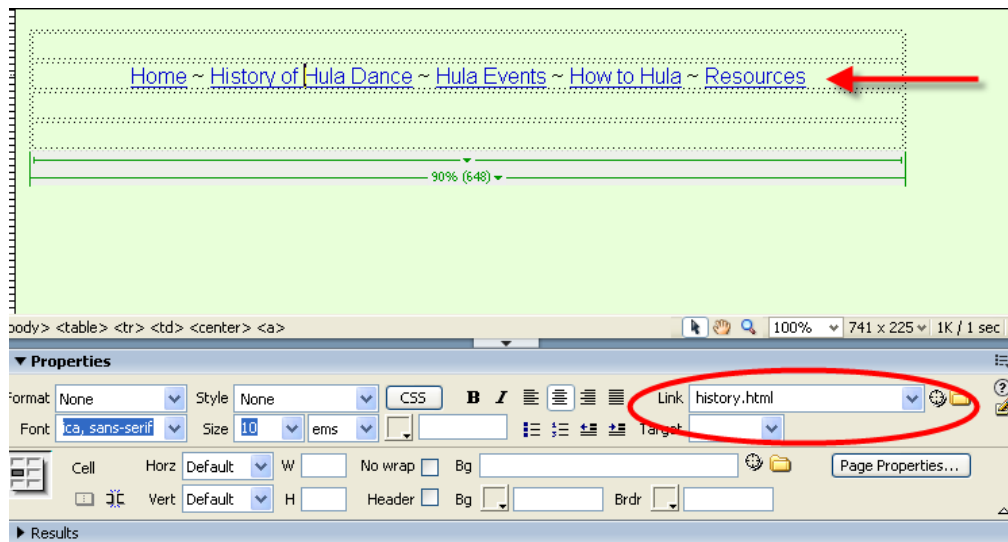 Home ~ History of Hula Dance ~ Hula Events ~ How to Hula ~ Resources
90% (648)
body> <table> <tr> <td> <center> <a> 100% 741 x 225 1K / 1 sec
Properties
Format None Style None CSS B I Link history.html
Font ica, sans-serif Size 10 ems Target
Cell Horz Default W No wrap Bg Page Properties...
Vert Default H Header Bg Brdr
Results